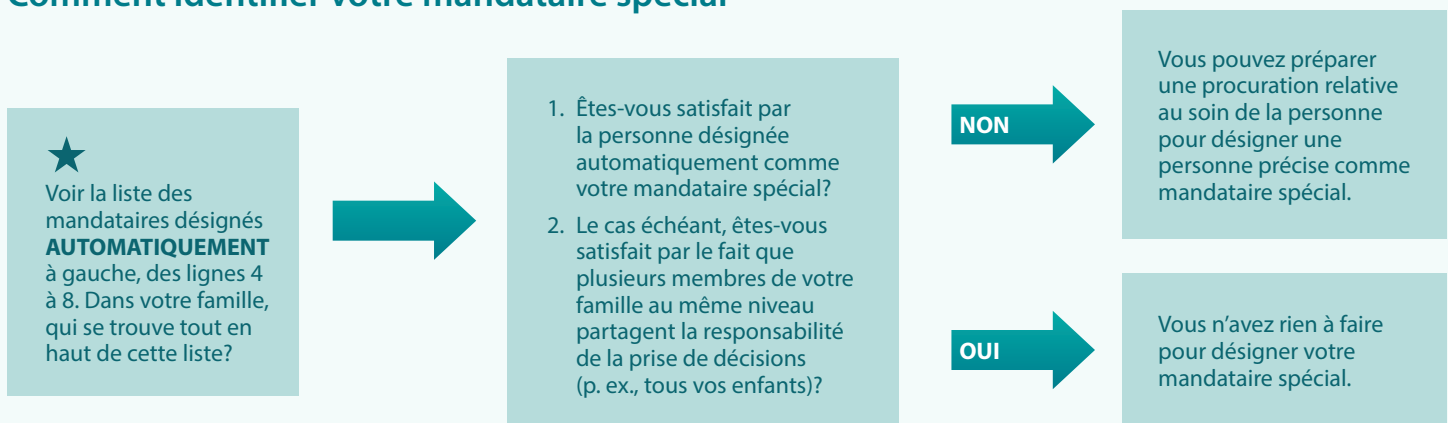 Comment identifier votre mandataire spécial
★
Voir la liste des
mandataires désignés
AUTOMATIQUEMENT
à gauche, des lignes 4
à 8. Dans votre famille,
qui se trouve tout en
haut de cette liste?
1. Êtes-vous satisfait par
la personne désignée
automatiquement comme
votre mandataire spécial?
2. Le cas échéant, êtes-vous
satisfait par le fait que
plusieurs membres de votre
famille au même niveau
partagent la responsabilité
de la prise de décisions
(p. ex., tous vos enfants)?
NON
Vous pouvez préparer
une procuration relative
au soin de la personne
pour désigner une
personne précise comme
mandataire spécial.
OUI
Vous n’avez rien à faire
pour désigner votre
mandataire spécial.